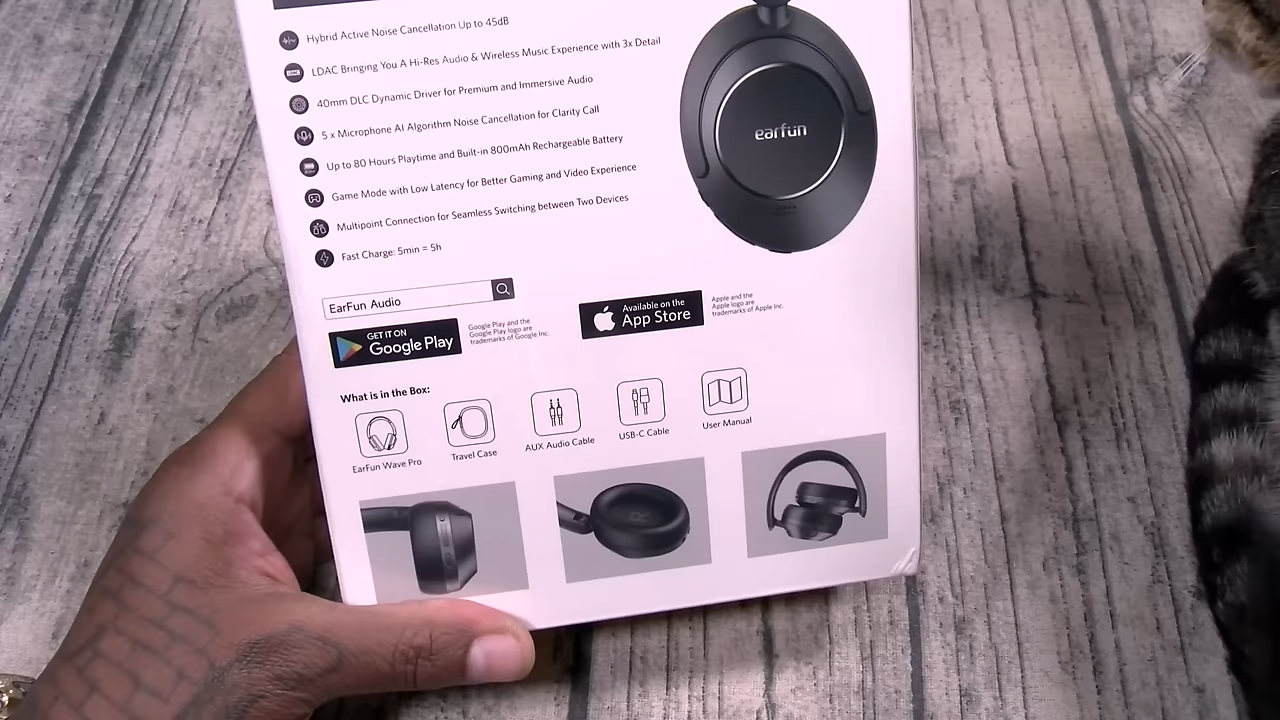 Hybrid Active Noise Cancellation Up to 45dB
LDAC Bringing You A Hi-Res Audio & Wireless Music Experience with 3x Detail
40mm DLC Dynamic Driver for Premium and Immersive Audio
5 x Microphone AI Algorithm Noise Cancellation for Clarity Call
Up to 80 Hours Playtime and Built-in 800mAh Rechargeable Battery
Game Mode with Low Latency for Better Gaming and Video Experience
Multipoint Connection for Seamless Switching between Two Devices
Fast Charge: 5min = 5h
earfun
EarFun Audio
GET IT ON
Google Play
Google Play and the
Google Play logo are
trademarks of Google Inc.
Available on the
App Store
Apple and the
Apple logo are
trademarks of Apple Inc.
What is in the Box:
EarFun Wave Pro
Travel Case
AUX Audio Cable
USB-C Cable
User Manual